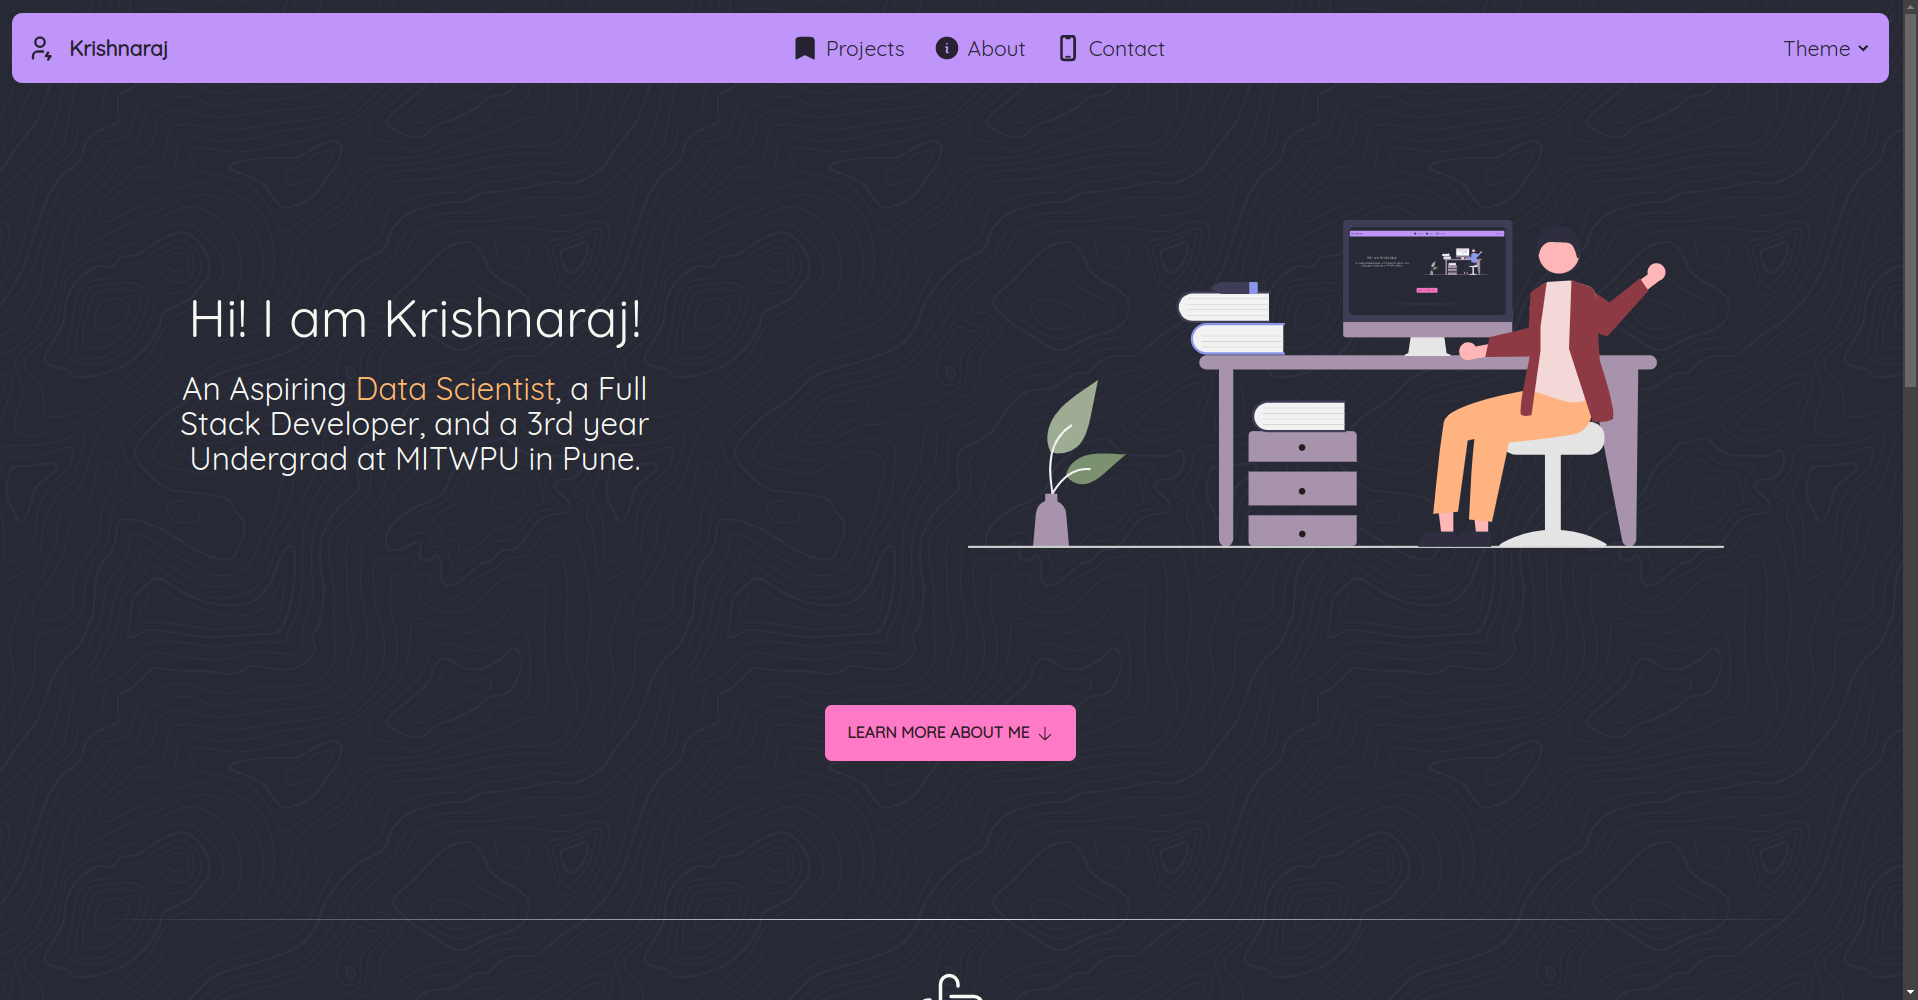 Krishnaraj
Projects
About
Contact
Theme
Hi! I am Krishnaraj!
An Aspiring Data Scientist, a Full
Stack Developer, and a 3rd year
Undergrad at MITWPU in Pune.
LEARN MORE ABOUT ME